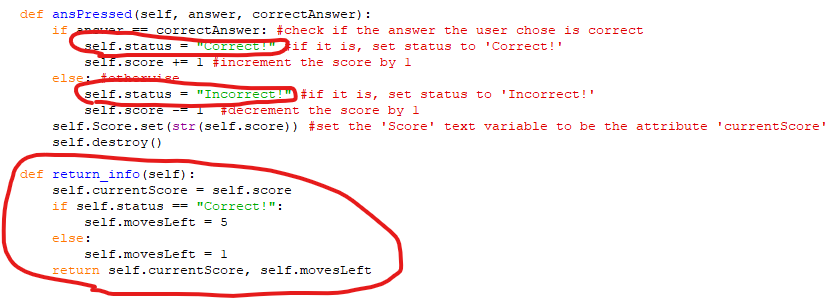 def ansPressed(self, answer, correctAnswer):
if answer == correctAnswer: #check if the answer the user chose is correct
self.status = "Correct!" #if it is, set status to 'Correct!'
self.score += 1 #increment the score by 1
else: #otherwise
self.status = "Incorrect!" #if it is, set status to 'Incorrect!'
self.score -= 1 #decrement the score by 1
self.Score.set(str(self.score)) #set the 'Score' text variable to be the attribute 'currentScore'
self.destroy()
def return_info(self):
self.currentScore = self.score
if self.status == "Correct!":
self.movesLeft = 5
else:
self.movesLeft = 1
return self.currentScore, self.movesLeft